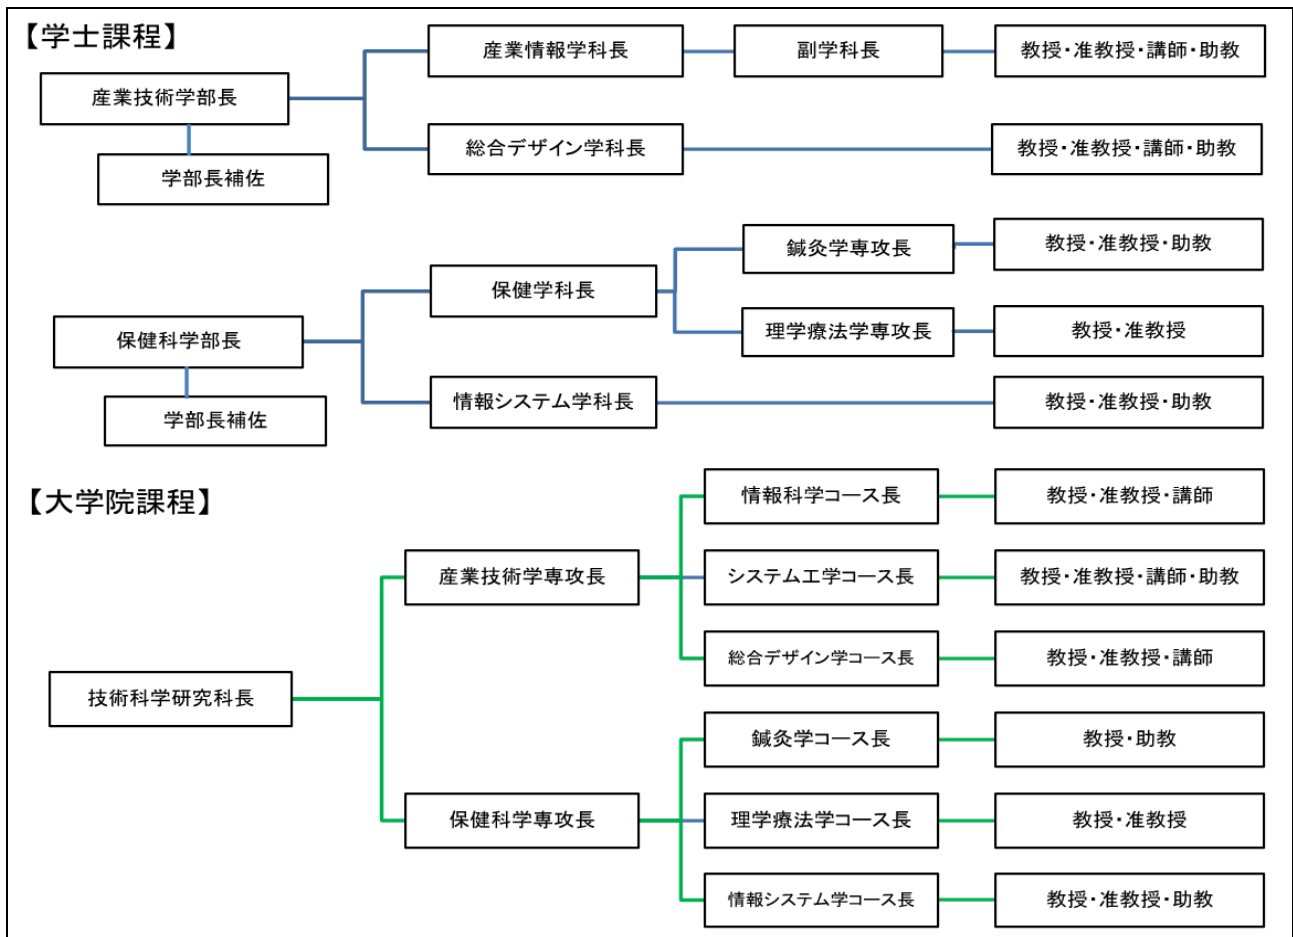 【学士課程】
産業情報学科長
副学科長
教授・准教授・講師・助教
産業技術学部長
総合デザイン学科長
教授・准教授・講師・助教
学部長補佐
鍼灸学専攻長
教授・准教授・助教
保健学科長
理学療法学専攻長
教授・准教授
保健科学部長
情報システム学科長
教授・准教授・助教
学部長補佐
【大学院課程】
情報科学コース長
教授・准教授・講師
産業技術学専攻長
システム工学コース長
教授・准教授・講師・助教
総合デザイン学コース長
教授・准教授・講師
技術科学研究科長
鍼灸学コース長
教授・助教
保健科学専攻長
理学療法学コース長
教授・准教授
情報システム学コース長
教授・准教授・助教